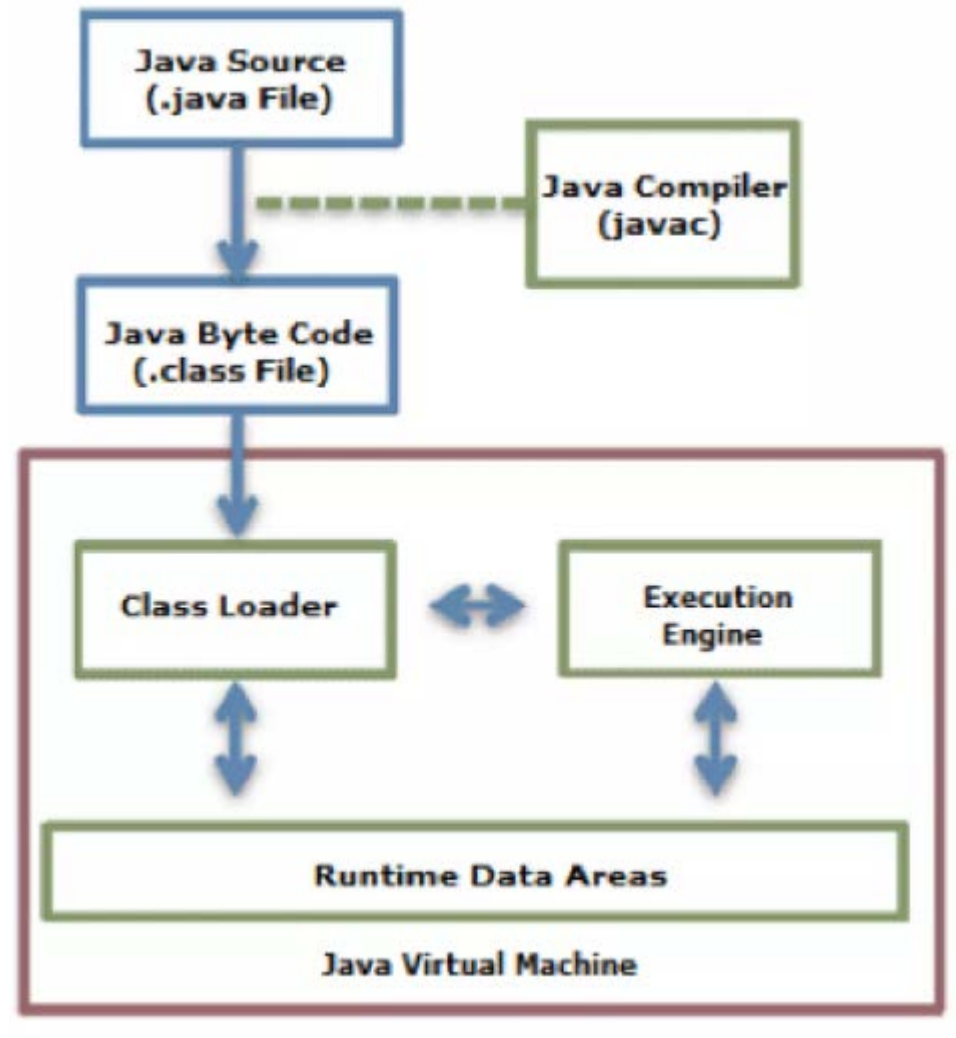 Java Source
(.java File)
Java Compiler
(javac)
Java Byte Code
(.class File)
Class Loader
Execution
Engine
Runtime Data Areas
Java Virtual Machine